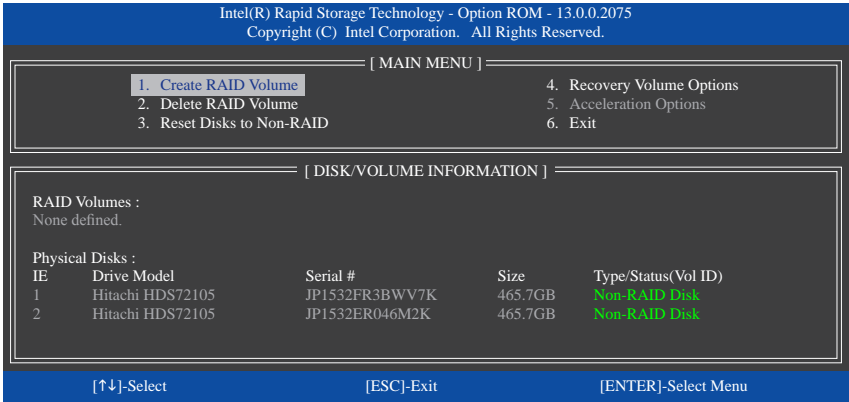 Intel(R) Rapid Storage Technology - Option ROM - 13.0.0.2075
Copyright (C) Intel Corporation. All Rights Reserved.
[ MAIN MENU ]
1. Create RAID Volume
2. Delete RAID Volume
3. Reset Disks to Non-RAID
4. Recovery Volume Options
5. Acceleration Options
6. Exit
[ DISK/VOLUME INFORMATION ]
RAID Volumes :
None defined.
Physical Disks :
IE Drive Model Serial # Size Type/Status(Vol ID)
1 Hitachi HDS72105 JP1532FR3BWV7K 465.7GB Non-RAID Disk
2 Hitachi HDS72105 JP1532ER046M2K 465.7GB Non-RAID Disk
[↑↓]-Select [ESC]-Exit [ENTER]-Select Menu